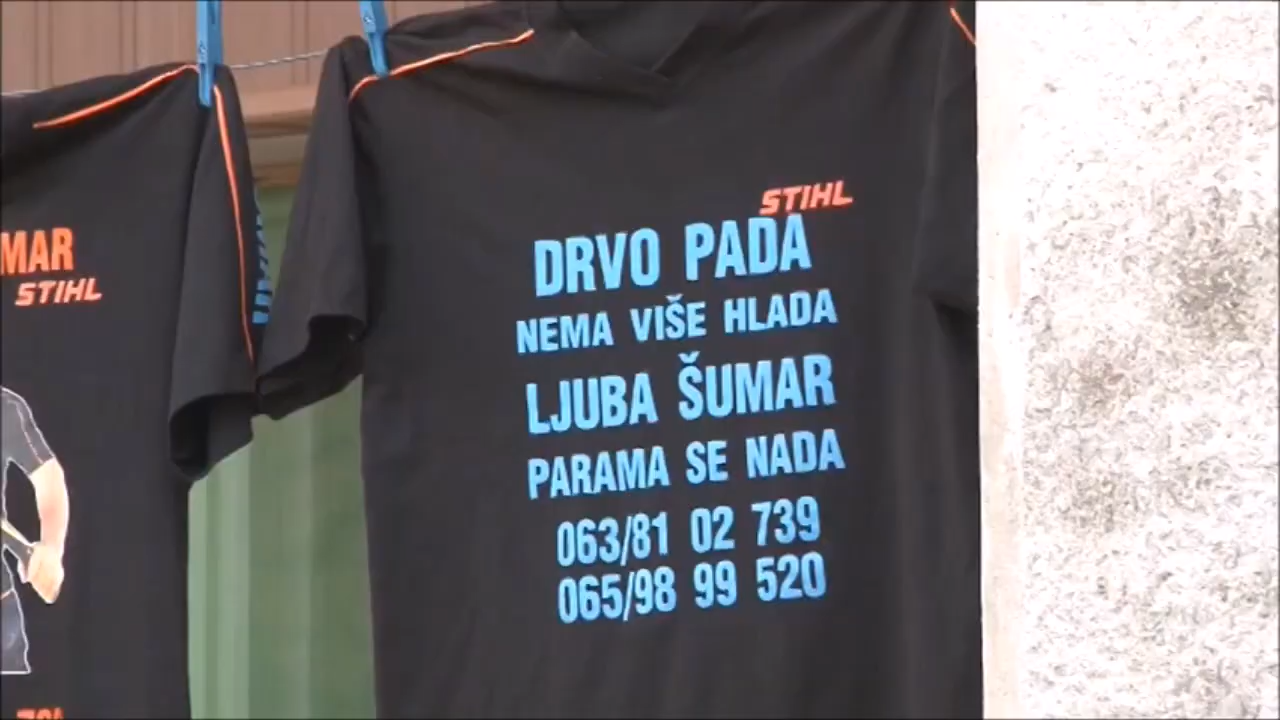 STIHL
DRVO PADA
NEMA VIŠE HLADA
LJUBA ŠUMAR
PARAMA SE NADA
063/81 02 739
065/98 99 520
MAR
STIHL